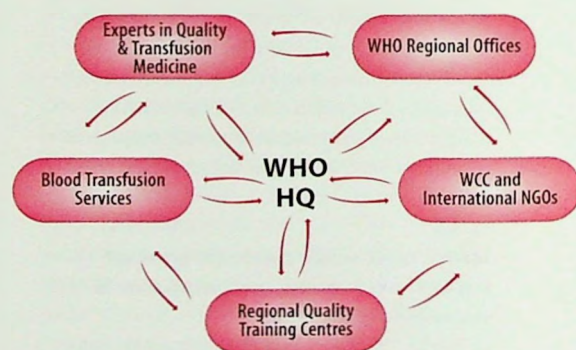 Experts in Quality
& Transfusion
Medicine
WHO Regional Offices
Blood Transfusion
Services
WHO
HQ
WCC and
International NGOs
Regional Quality
Training Centres